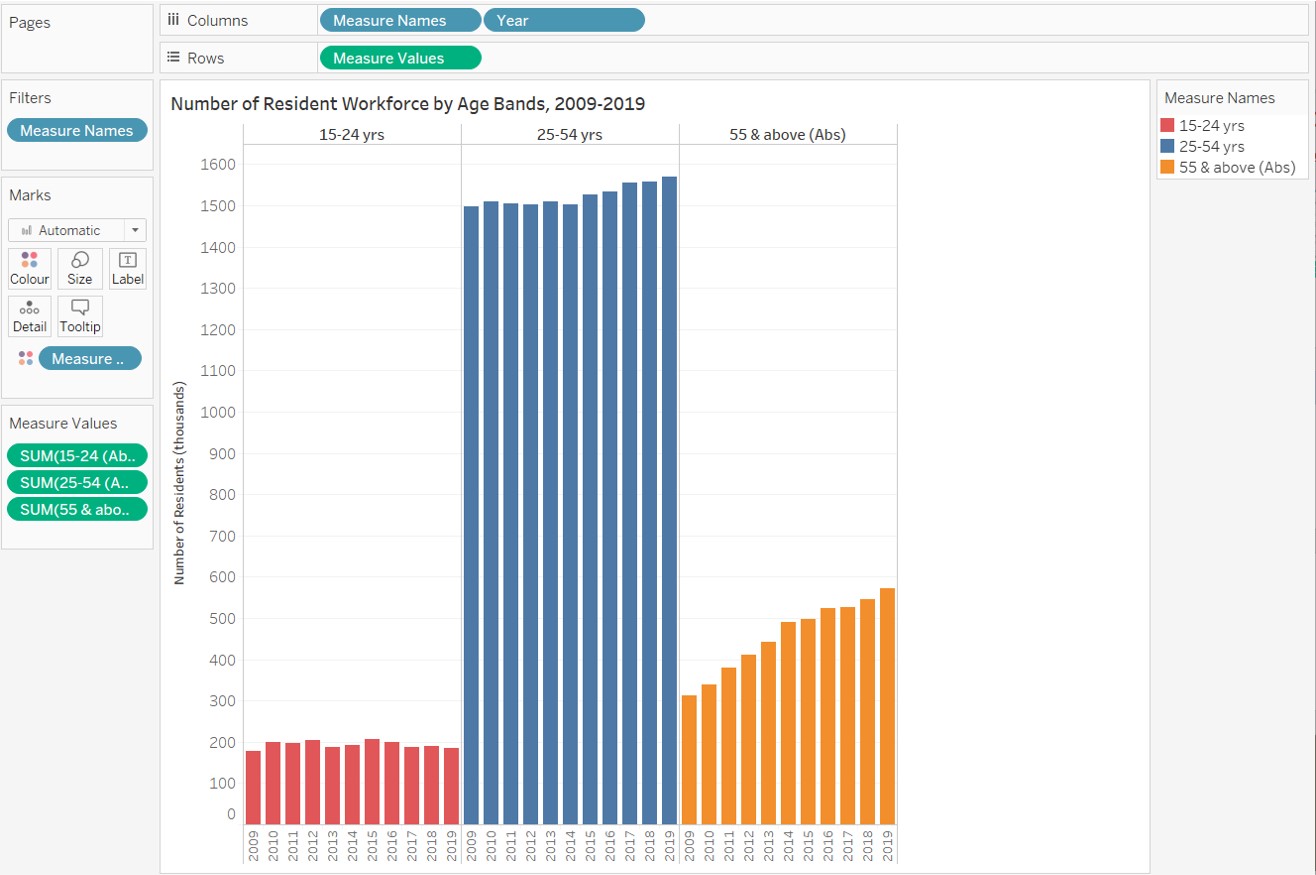 Pages
Columns
Measure Names
Year
Rows
Measure Values
Filters
Measure Names
Marks
Automatic
Colour
Size
Label
Detail
Tooltip
Measure ..
Measure Values
SUM(15-24 (Ab..
SUM(25-54 (A..
SUM(55 & abo..
Number of Resident Workforce by Age Bands, 2009-2019
15-24 yrs
25-54 yrs
55 & above (Abs)
Number of Residents (thousands)
1600
1500
1400
1300
1200
1100
1000
900
800
700
600
500
400
300
200
100
0
2009 2010 2011 2012 2013 2014 2015 2016 2017 2018 2019
2009 2010 2011 2012 2013 2014 2015 2016 2017 2018 2019
2009 2010 2011 2012 2013 2014 2015 2016 2017 2018 2019
Measure Names
15-24 yrs
25-54 yrs
55 & above (Abs)